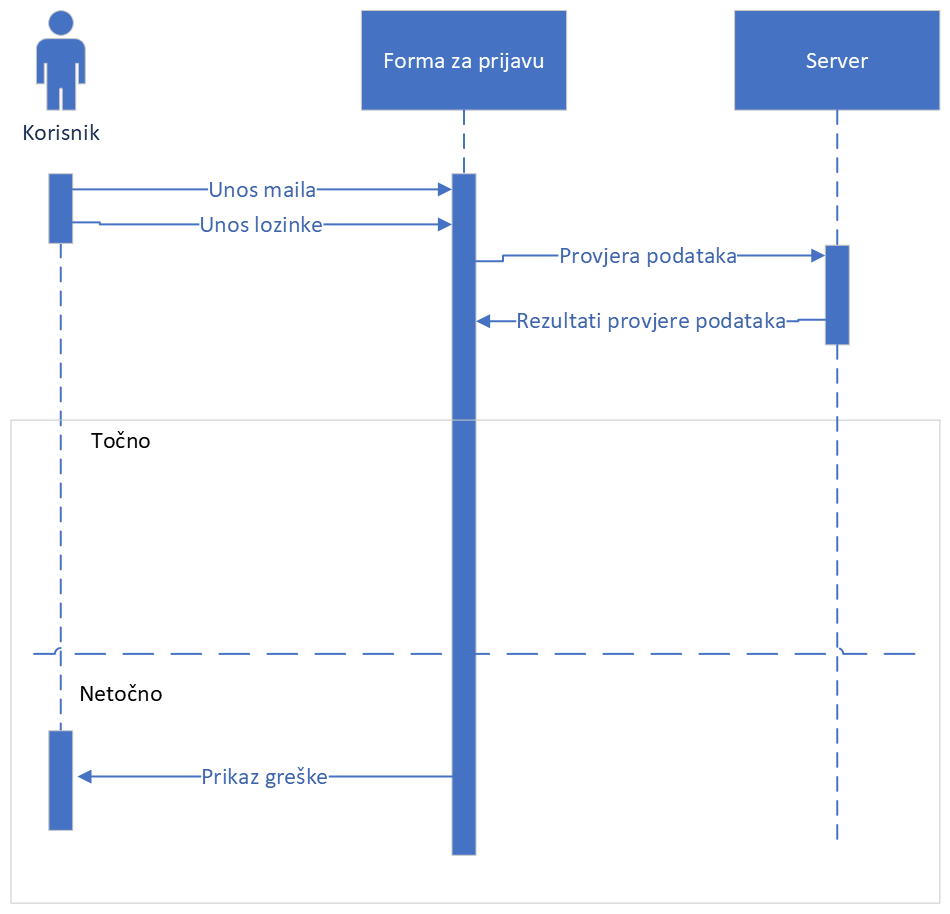 Forma za prijavu
Server
Korisnik
Unos maila
Unos lozinke
Provjera podataka
Rezultati provjere podataka
Točno
Netočno
Prikaz greške